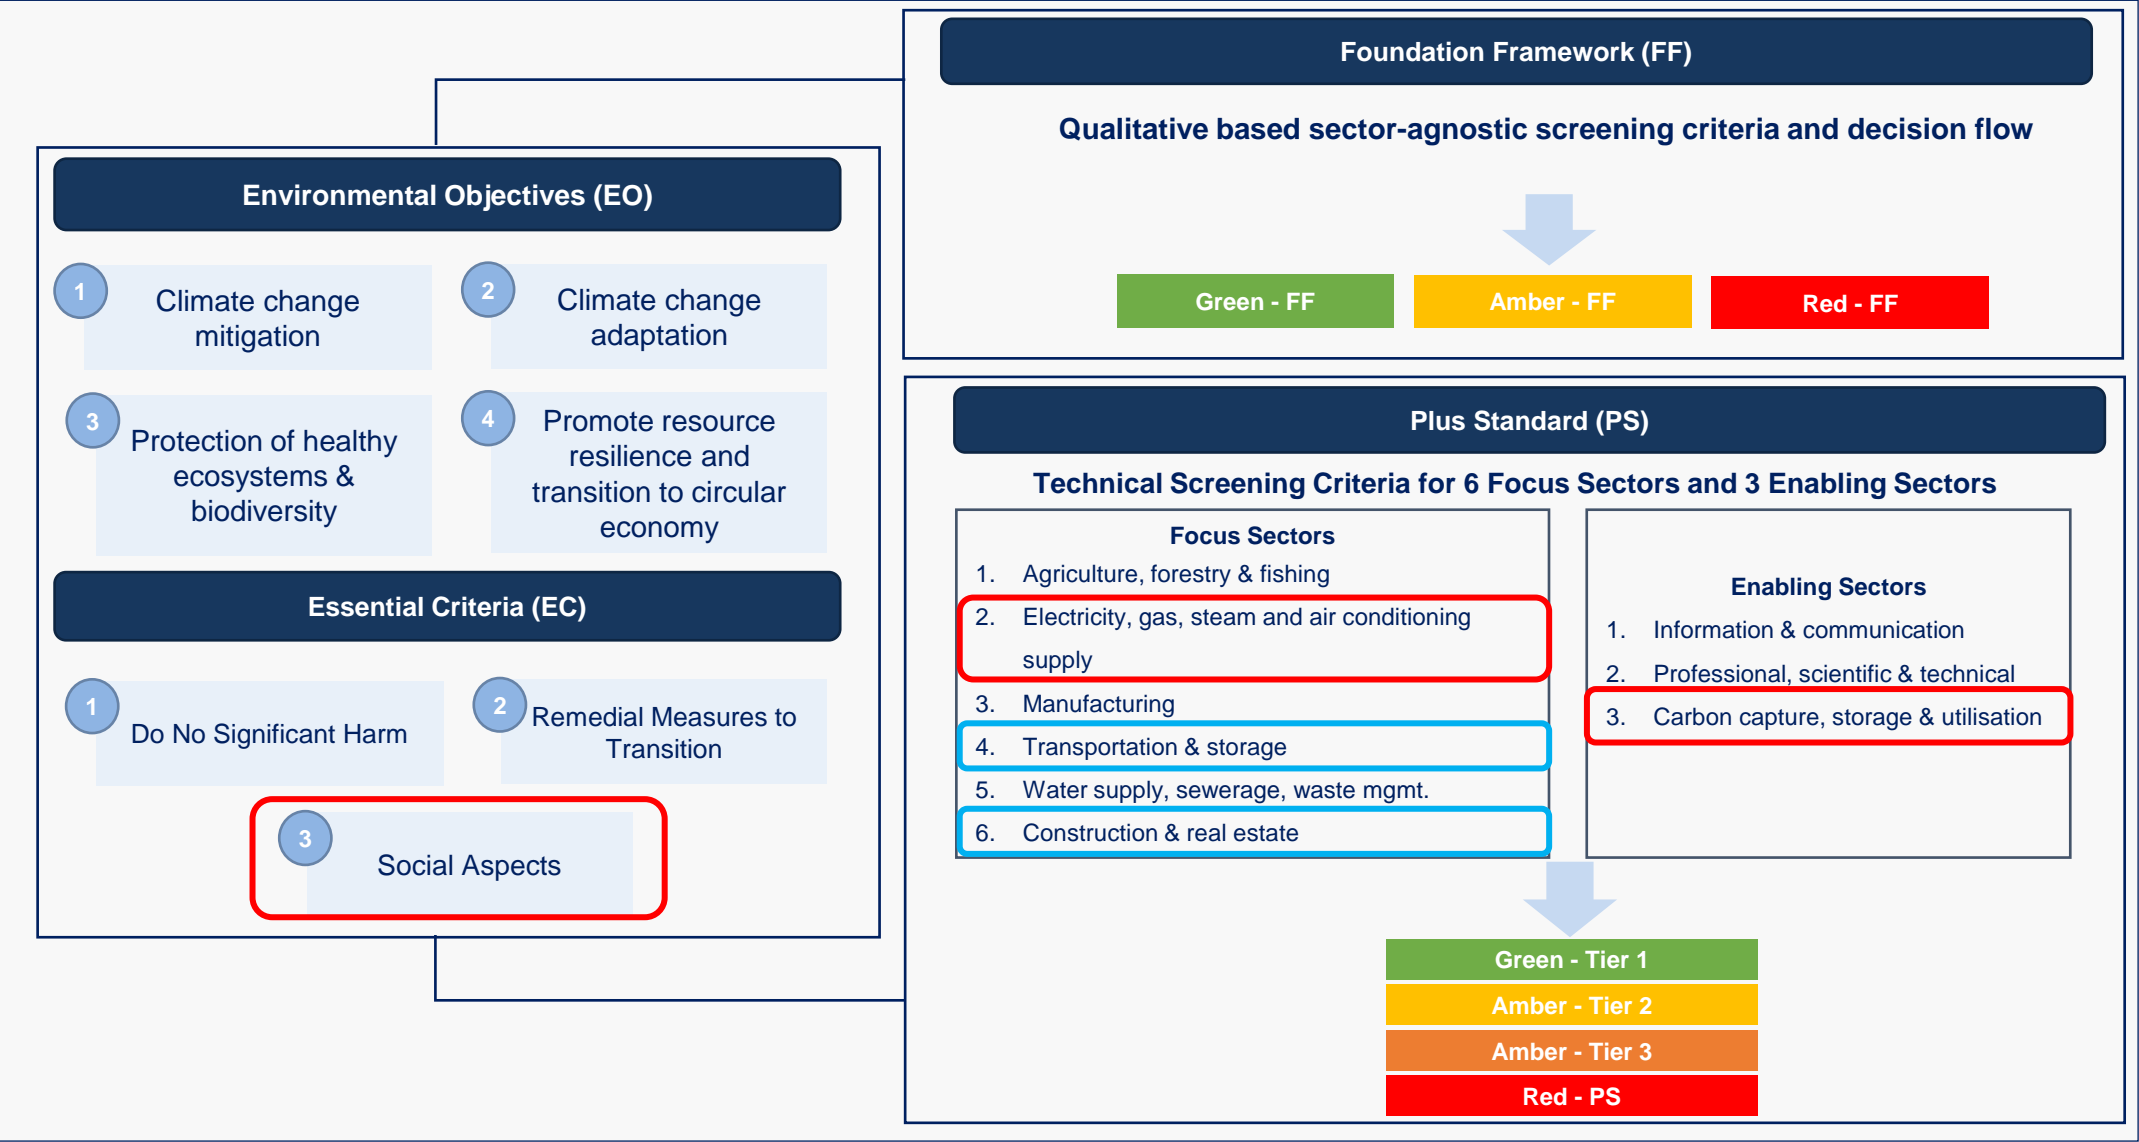 Environmental Objectives (EO)
1
Climate change
mitigation
2
Climate change
adaptation
3
Protection of healthy
ecosystems &
biodiversity
4
Promote resource
resilience and
transition to circular
economy
Essential Criteria (EC)
1
Do No Significant Harm
2
Remedial Measures to
Transition
3
Social Aspects
Foundation Framework (FF)
Qualitative based sector-agnostic screening criteria and decision flow
Green - FF
Amber - FF
Red - FF
Plus Standard (PS)
Technical Screening Criteria for 6 Focus Sectors and 3 Enabling Sectors
Focus Sectors
1. Agriculture, forestry & fishing
2. Electricity, gas, steam and air conditioning
supply
3. Manufacturing
4. Transportation & storage
5. Water supply, sewerage, waste mgmt.
6. Construction & real estate
Enabling Sectors
1. Information & communication
2. Professional, scientific & technical
3. Carbon capture, storage & utilisation
Green - Tier 1
Amber - Tier 2
Amber - Tier 3
Red - PS